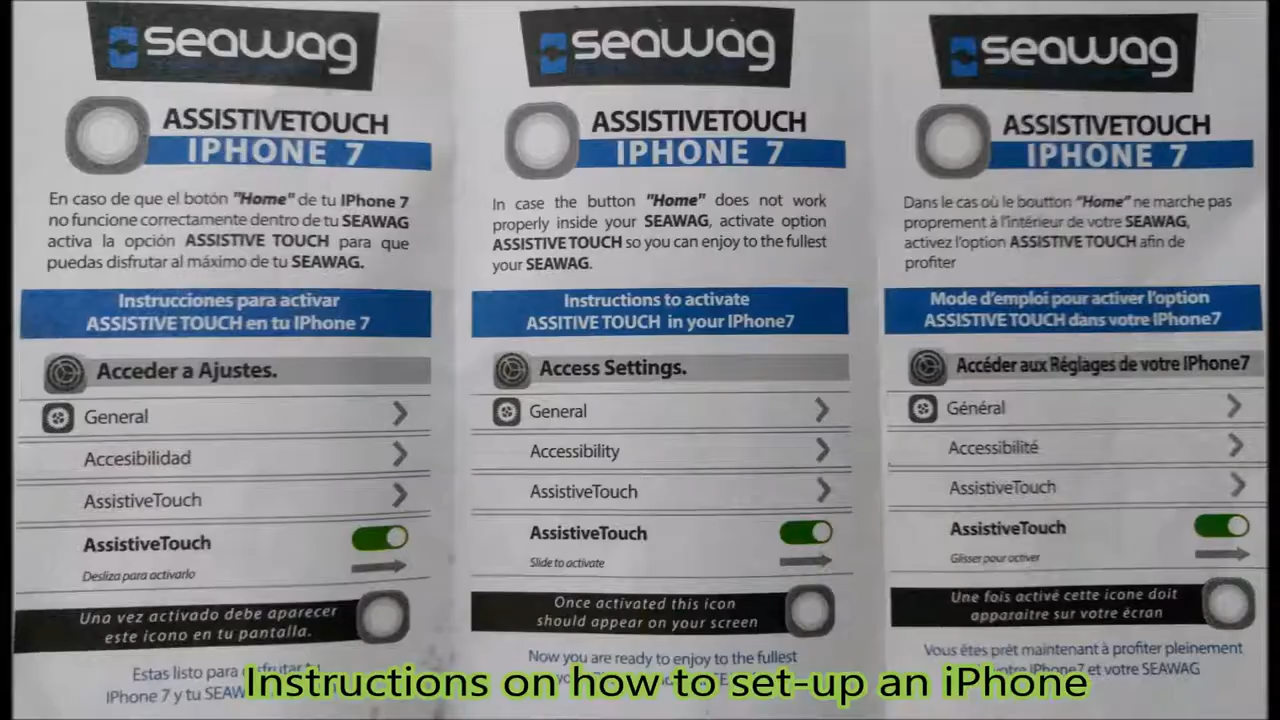 seawag
ASSISTIVETOUCH
IPHONE 7
En caso de que el botón "Home" de tu IPhone 7
no funcione correctamente dentro de tu SEAWAG
activa la opción ASSISTIVE TOUCH para que
puedas disfrutar al máximo de tu SEAWAG.
Instrucciones para activar
ASSISTIVE TOUCH en tu IPhone 7
Acceder a Ajustes.
General
Accesibilidad
AssistiveTouch
AssistiveTouch
Desliza para activarlo
Una vez activado debe aparecer
este icono en tu pantalla.
Estas listo para disfrutar
IPhone 7 y tu SEAW
seawag
ASSISTIVETOUCH
IPHONE 7
In case the button "Home" does not work
properly inside your SEAWAG, activate option
ASSISTIVE TOUCH so you can enjoy to the fullest
your SEAWAG.
Instructions to activate
ASSITIVE TOUCH in your IPhone7
Access Settings.
General
Accessibility
AssistiveTouch
AssistiveTouch
Slide to activate
Once activated this icon
should appear on your screen
Now you are ready to enjoy to the fullest
seawag
ASSISTIVETOUCH
IPHONE 7
Dans le cas où le boutton "Home" ne marche pas
proprement à l'intérieur de votre SEAWAG,
activez l'option ASSISTIVE TOUCH afin de
profiter
Mode d'emploi pour activer l'option
ASSISTIVE TOUCH dans votre IPhone7
Accéder aux Réglages de votre IPhone7
Général
Accessibilité
AssistiveTouch
AssistiveTouch
Glisser pour activer
Une fois activé cette icone doit
apparaitre sur votre écran
Vous êtes prêt maintenant à profiter pleinement
votre IPhone7 et votre SEAWAG
Instructions on how to set-up an iPhone